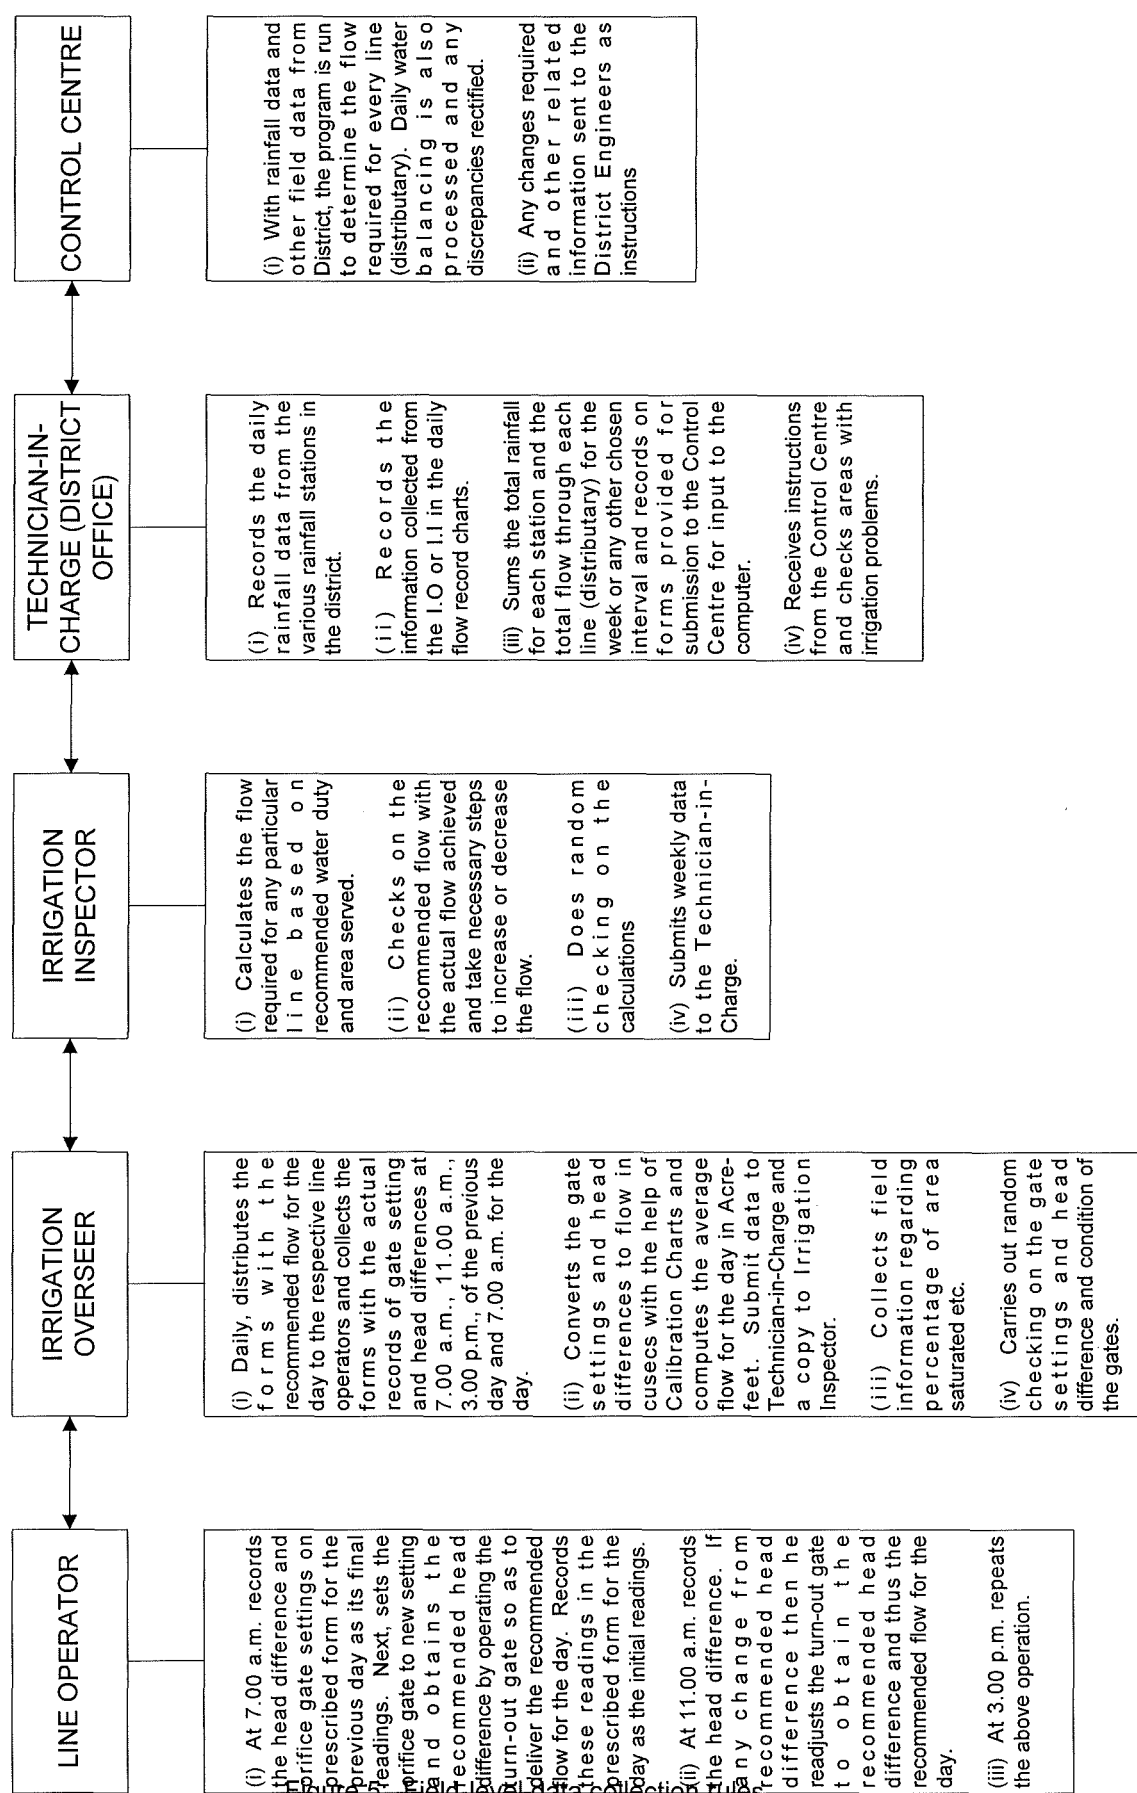 LINE OPERATOR
(i) At 7.00 a.m. records
the head difference and
orifice gate settings on
prescribed form for the
previous day as its final
readings. Next, sets the
orifice gate to new setting
and obtains the
recommended head
difference by operating the
turn-out gate so as to
deliver the recommended
flow for the day. Records
these readings in the
prescribed form for the
day as the initial readings.
(ii) At 11.00 a.m. records
the head difference. If
any change from
recommended head
difference then he
readjusts the turn-out gate
to obtain the
recommended head
difference and thus the
recommended flow for the
day.
(iii) At 3.00 p.m. repeats
the above operation.
IRRIGATION
OVERSEER
(i) Daily, distributes the
forms with the
recommended flow for the
day to the respective line
operators and collects the
forms with the actual
records of gate setting
and head differences at
7.00 a.m., 11.00 a.m.,
3.00 p.m., of the previous
day and 7.00 a.m. for the
day.
(ii) Converts the gate
settings and head
differences to flow in
cusecs with the help of
Calibration Charts and
computes the average
flow for the day in Acre-
feet. Submit data to
Technician-in-Charge and
a copy to Irrigation
Inspector.
(iii) Collects field
information regarding
percentage of area
saturated etc.
(iv) Carries out random
checking on the gate
settings and head
difference and condition of
the gates.
IRRIGATION
INSPECTOR
(i) Calculates the flow
required for any particular
line based on
recommended water duty
and area served.
(ii) Checks on the
recommended flow with
the actual flow achieved
and take necessary steps
to increase or decrease
the flow.
(iii) Does random
checking on the
calculations
(iv) Submits weekly data
to the Technician-in-
Charge.
TECHNICIAN-IN-
CHARGE (DISTRICT
OFFICE)
(i) Records the daily
rainfall data from the
various rainfall stations in
the district.
(ii) Records the
information collected from
the I.O or I.I in the daily
flow record charts.
(iii) Sums the total rainfall
for each station and the
total flow through each
line (distributary) for the
week or any other chosen
interval and records on
forms provided for
submission to the Control
Centre for input to the
computer.
(iv) Receives instructions
from the Control Centre
and checks areas with
irrigation problems.
CONTROL CENTRE
(i) With rainfall data and
other field data from
District, the program is run
to determine the flow
required for every line
(distributary). Daily water
balancing is also
processed and any
discrepancies rectified.
(ii) Any changes required
and other related
information sent to the
District Engineers as
instructions
Figure 5. Field-level data collection rules